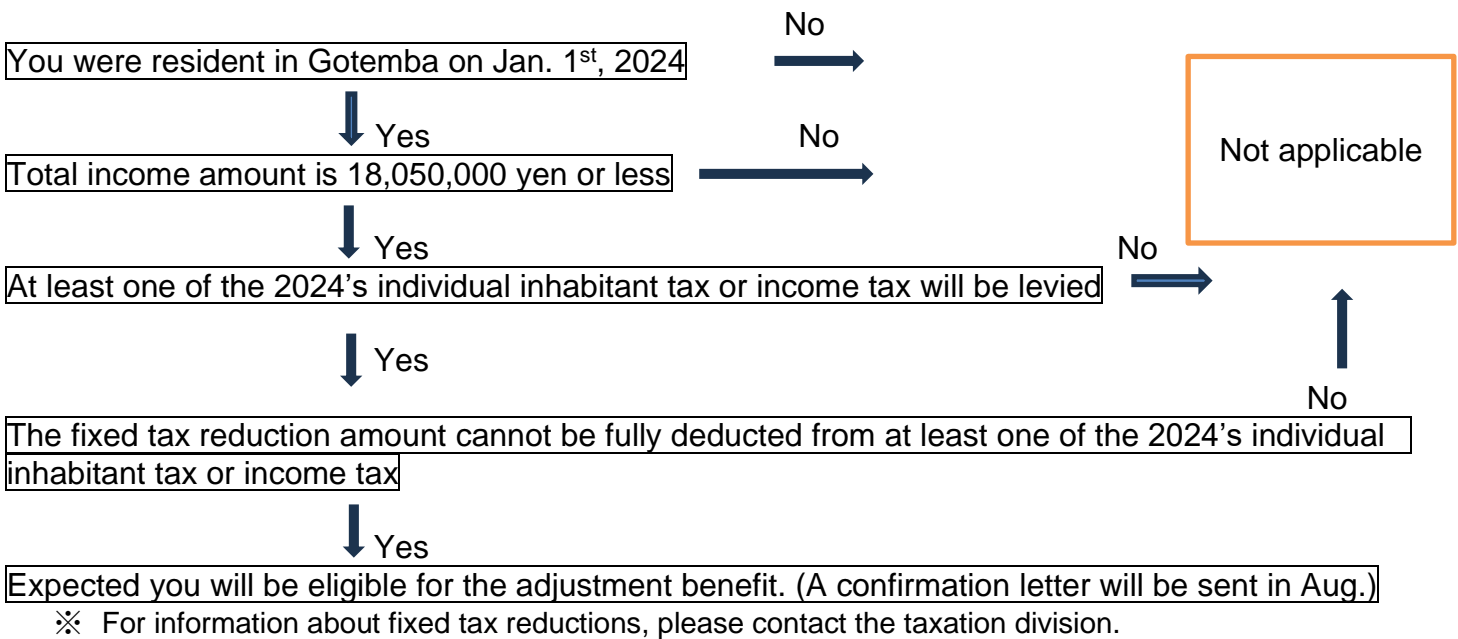 No
You were resident in Gotemba on Jan. 1st, 2024
Yes
No
Not applicable
Total income amount is 18,050,000 yen or less
Yes
No
At least one of the 2024’s individual inhabitant tax or income tax will be levied
Yes
No
The fixed tax reduction amount cannot be fully deducted from at least one of the 2024’s individual
inhabitant tax or income tax
Yes
Expected you will be eligible for the adjustment benefit. (A confirmation letter will be sent in Aug.)
※ For information about fixed tax reductions, please contact the taxation division.